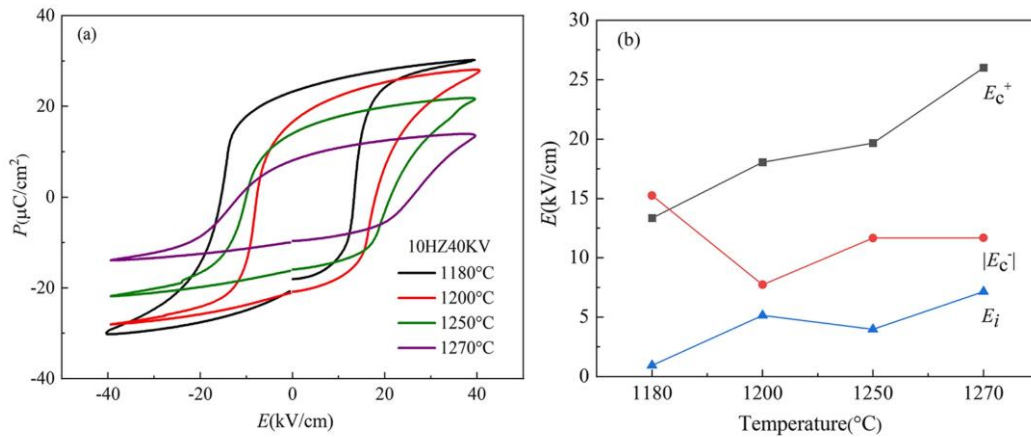 (a)
40
20
0
-20
-40
P(μC/cm²)
10HZ40KV
1180°C
1200°C
1250°C
1270°C
-40 -20 0 20 40
E(kV/cm)
(b)
30
25
20
15
10
5
0
E(kV/cm)
Ec⁺
|Ec⁻|
Ei
1180 1200 1250 1270
Temperature(°C)